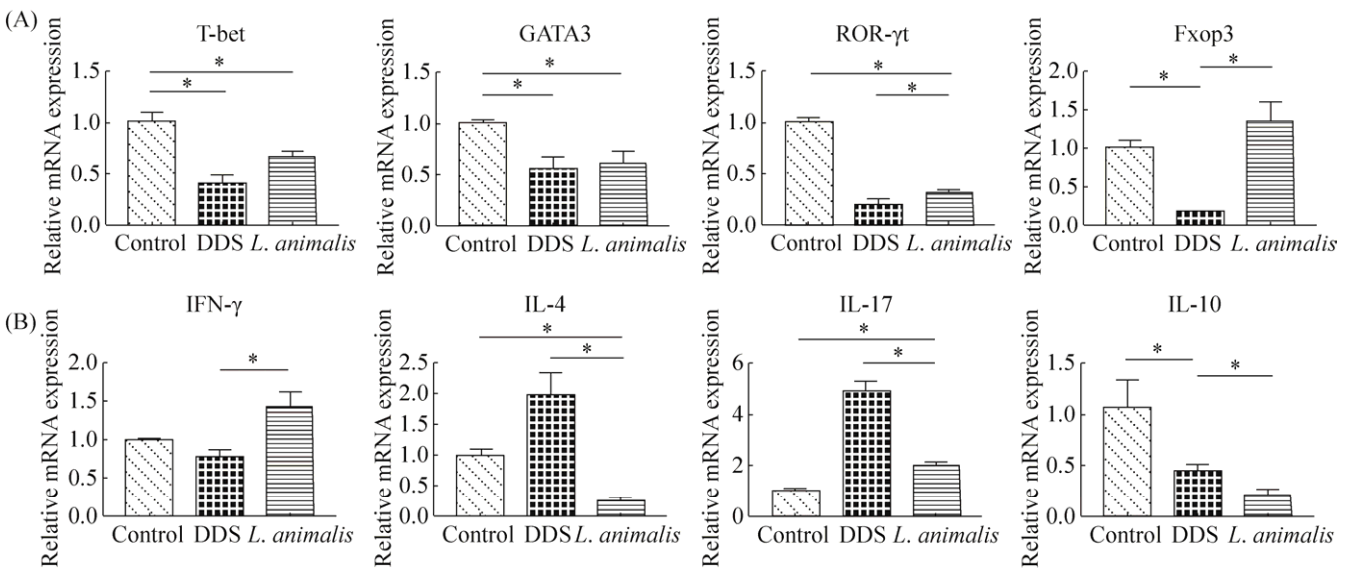 (A)
T-bet
GATA3
ROR-γt
Fxop3
Relative mRNA expression
1.5
1.0
0.5
0.0
* *
Control DDS L. animalis
Relative mRNA expression
1.5
1.0
0.5
0.0
* *
Control DDS L. animalis
Relative mRNA expression
1.5
1.0
0.5
0.0
* *
Control DDS L. animalis
Relative mRNA expression
2.0
1.5
1.0
0.5
0.0
* *
Control DDS L. animalis
(B)
IFN-γ
IL-4
IL-17
IL-10
Relative mRNA expression
2.0
1.5
1.0
0.5
0.0
*
Control DDS L. animalis
Relative mRNA expression
2.5
2.0
1.5
1.0
0.5
0.0
* *
Control DDS L. animalis
Relative mRNA expression
6
4
2
0
* *
Control DDS L. animalis
Relative mRNA expression
1.5
1.0
0.5
0.0
* *
Control DDS L. animalis